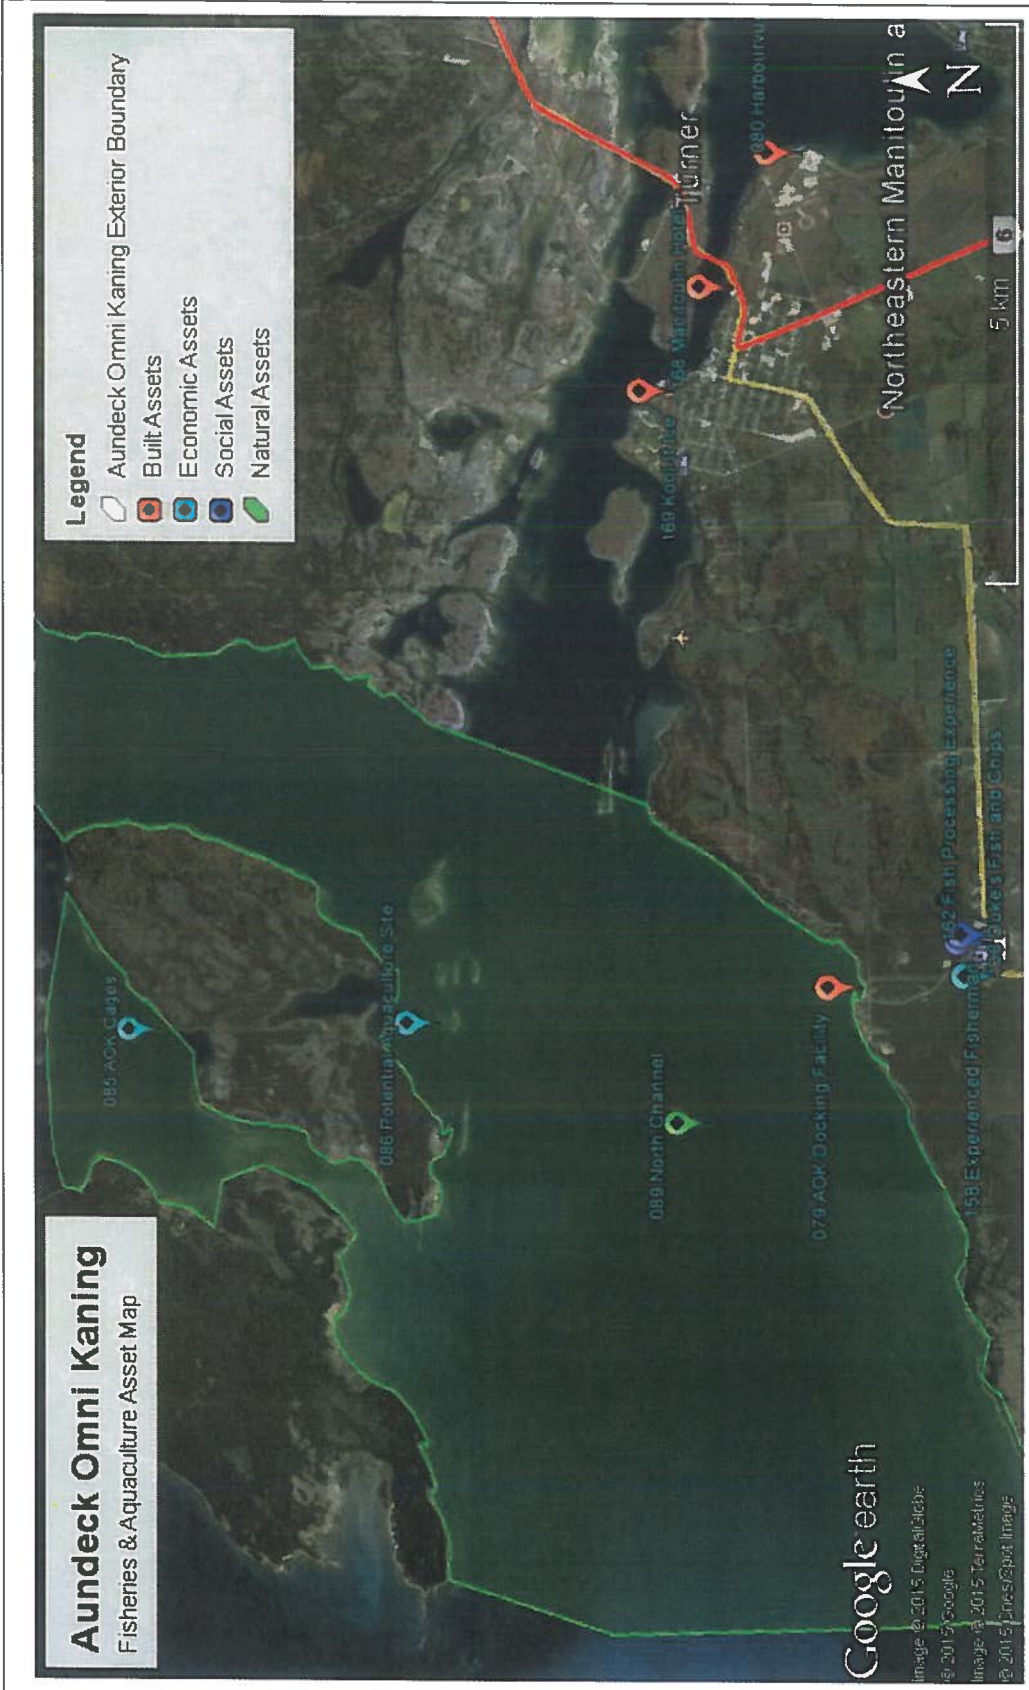 Aundeck Omni Kaning
Fisheries & Aquaculture Asset Map
Legend
Aundeck Omni Kaning Exterior Boundary
Built Assets
Economic Assets
Social Assets
Natural Assets
085 AOK Cages
086 Potential Aquaculture Site
089 North Channel
079 AOK Docking Facility
158 Experienced Fisherman
162 Fish Processing Experience
Duke's Fish and Chips
168 Manitoulin Hotel
Turner
080 Harbourvu
Northeastern Manitoulin a
N
6
5 km
Google earth
Image © 2015 DigitalGlobe
© 2015 Google
Image © 2015 TerraMetrics
© 2015 Cnes/Spot Image